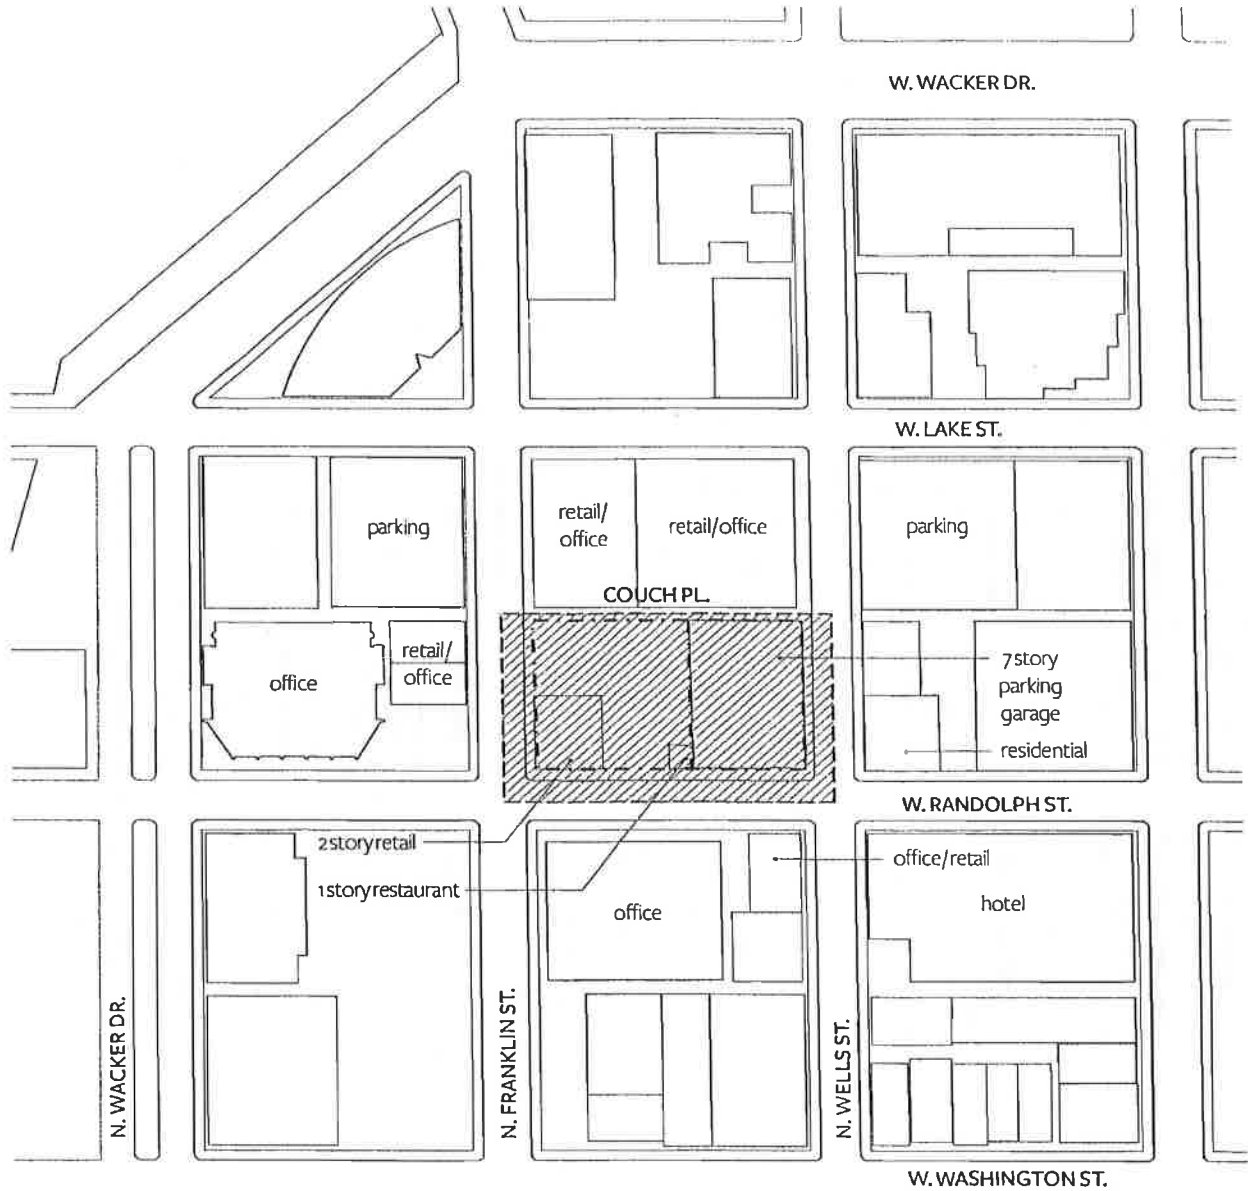 W. WACKER DR.
W. LAKE ST.
parking
retail/
office
retail/office
parking
COUCH PL.
office
retail/
office
7 story
parking
garage
residential
W. RANDOLPH ST.
2 story retail
1 story restaurant
office
office/retail
hotel
N. WACKER DR.
N. FRANKLIN ST.
N. WELLS ST.
W. WASHINGTON ST.